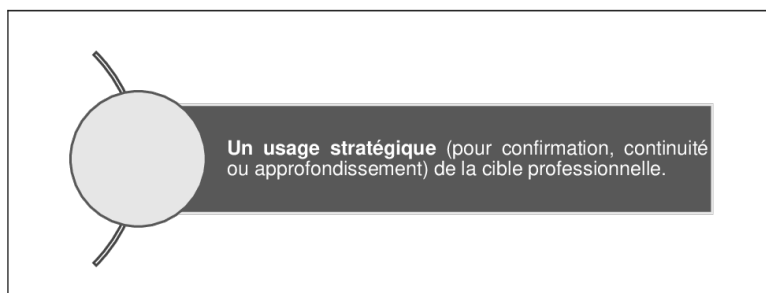 Un usage stratégique (pour confirmation, continuité
ou approfondissement) de la cible professionnelle.